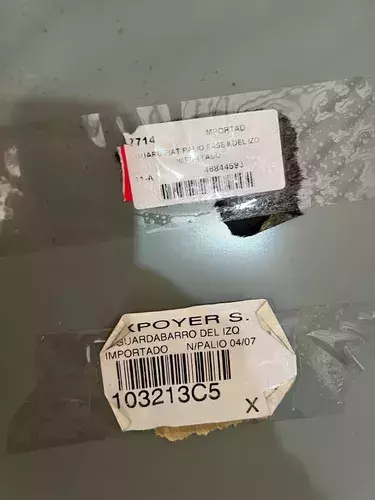 2714 MPORTAD
GUARD FIAT PALIO FASE II DEL IZQ
11-A 46844593
XPOYER S.
GUARDABARRO DEL IZQ
IMPORTADO N/PALIO 04/07
103213C5
X